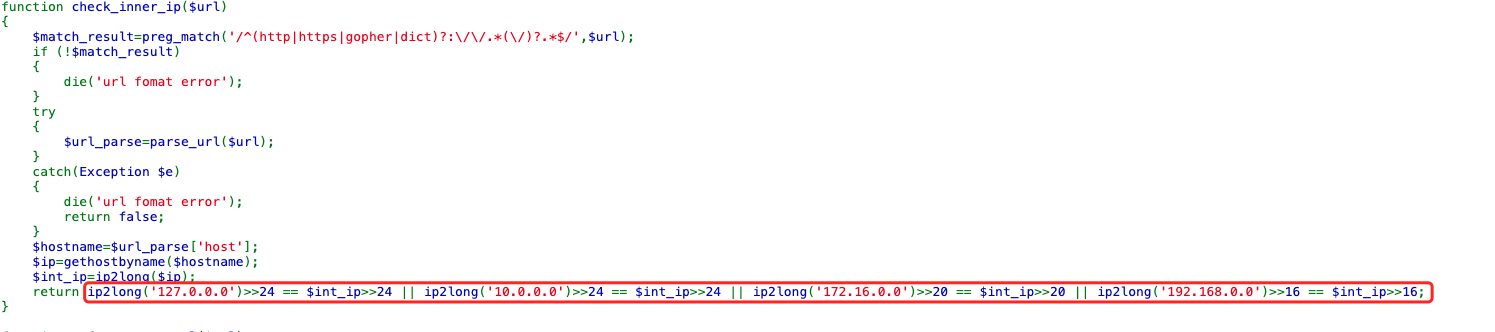 function check_inner_ip($url)
{
    $match_result=preg_match('/^(http|https|gopher|dict)?:\/\/.*(\/)?.*$/',$url);
    if (!$match_result)
    {
        die('url fomat error');
    }
    try
    {
        $url_parse=parse_url($url);
    }
    catch(Exception $e)
    {
        die('url fomat error');
        return false;
    }
    $hostname=$url_parse['host'];
    $ip=gethostbyname($hostname);
    $int_ip=ip2long($ip);
    return ip2long('127.0.0.0')>>24 == $int_ip>>24 || ip2long('10.0.0.0')>>24 == $int_ip>>24 || ip2long('172.16.0.0')>>20 == $int_ip>>20 || ip2long('192.168.0.0')>>16 == $int_ip>>16;
}